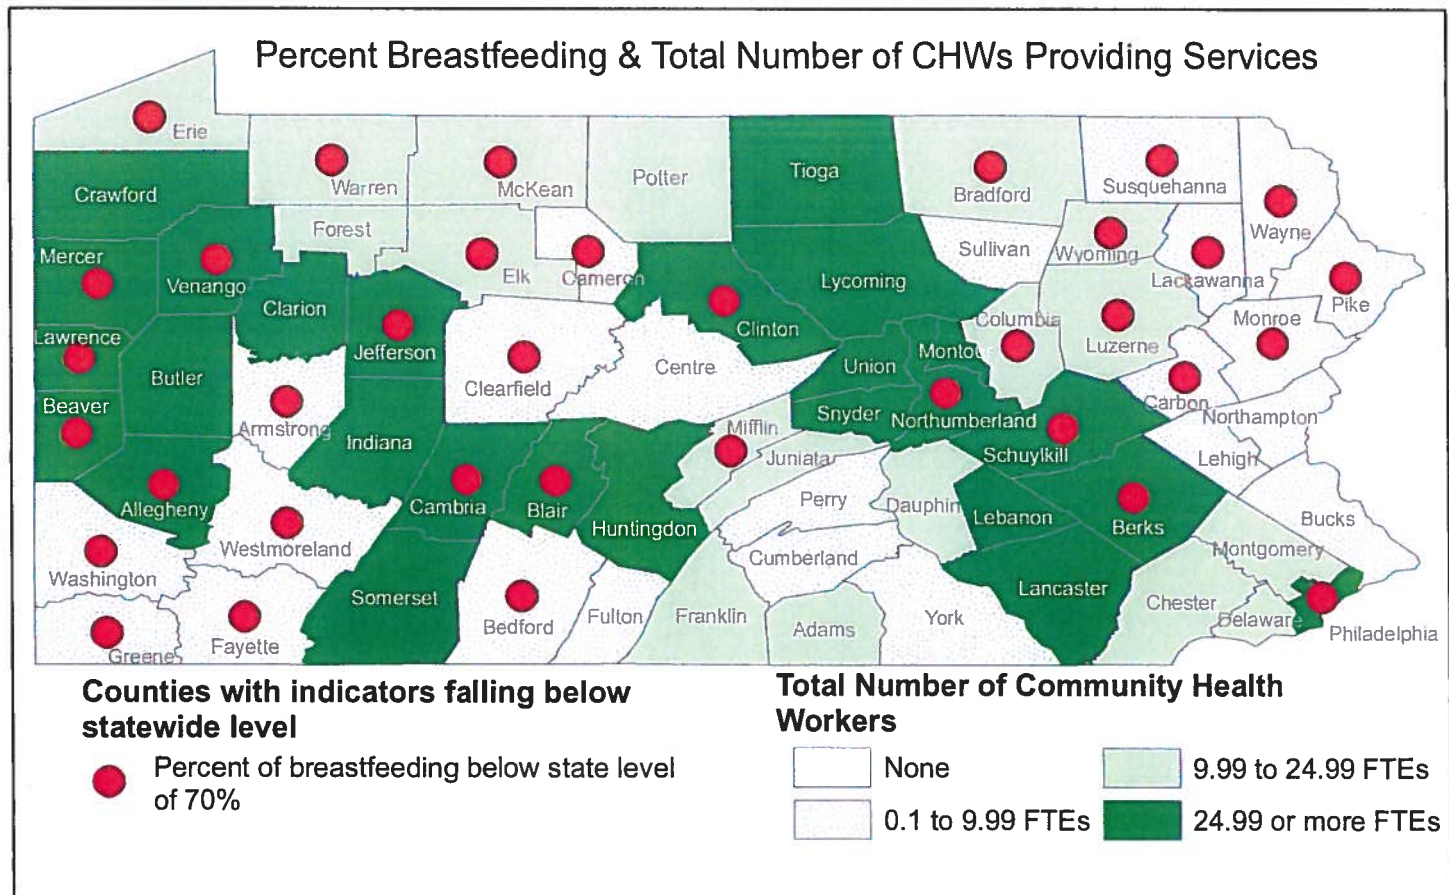 Percent Breastfeeding & Total Number of CHWs Providing Services
Erie
Warren
McKean
Potter
Tioga
Bradford
Susquehanna
Wayne
Crawford
Forest
Sullivan
Wyoming
Mercer
Venango
Elk
Cameron
Lycoming
Lackawanna
Pike
Clarion
Clinton
Columbia
Monroe
Lawrence
Jefferson
Montour
Luzerne
Butler
Clearfield
Centre
Union
Carbon
Beaver
Armstrong
Indiana
Mifflin
Snyder
Northumberland
Northampton
Juniata
Schuylkill
Lehigh
Allegheny
Cambria
Blair
Huntingdon
Perry
Dauphin
Lebanon
Berks
Bucks
Westmoreland
Cumberland
Montgomery
Washington
Somerset
Lancaster
Chester
Bedford
Fulton
Franklin
Adams
York
Delaware
Philadelphia
Greene
Fayette
Counties with indicators falling below
statewide level
Percent of breastfeeding below state level
of 70%
Total Number of Community Health
Workers
None
9.99 to 24.99 FTEs
0.1 to 9.99 FTEs
24.99 or more FTEs